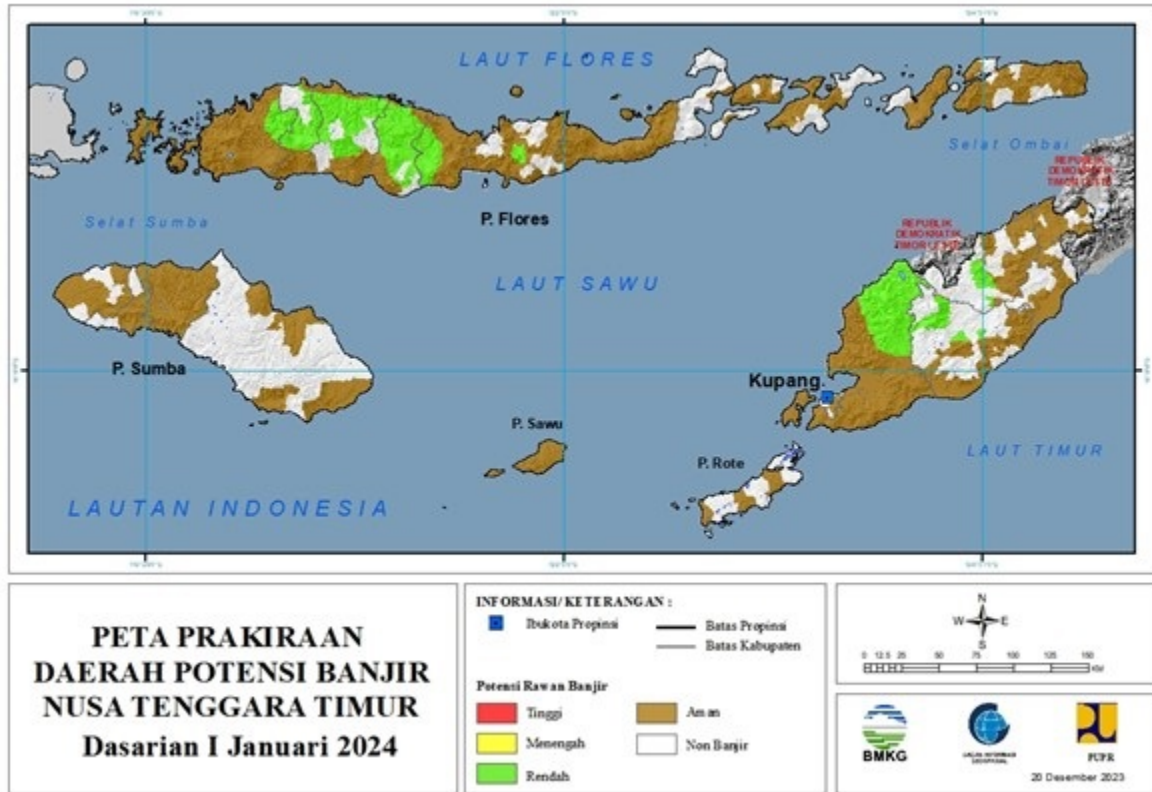 LAUT FLORES
Selat Ombai
REPUBLIK
DEMOKRATIK
TIMOR LESTE
P. Flores
Selat Sumba
REPUBLIK
DEMOKRATIK
TIMOR LESTE
LAUT SAWU
P. Sumba
Kupang.
P. Sawu
LAUT TIMUR
P. Rote
LAUTAN INDONESIA
PETA PRAKIRAAN
DAERAH POTENSI BANJIR
NUSA TENGGARA TIMUR
Dasarian I Januari 2024
INFORMASI/KETERANGAN :
Ibukota Propinsi
Batas Propinsi
Batas Kabupaten
Potensi Rawan Banjir
Tinggi
Menengah
Rendah
Aman
Non Banjir
N
W E
S
0 12.5 25 50 75 100 150
KM
BMKG
BADAN INFORMASI
GEOSPASIAL
PUPR
20 Desember 2023